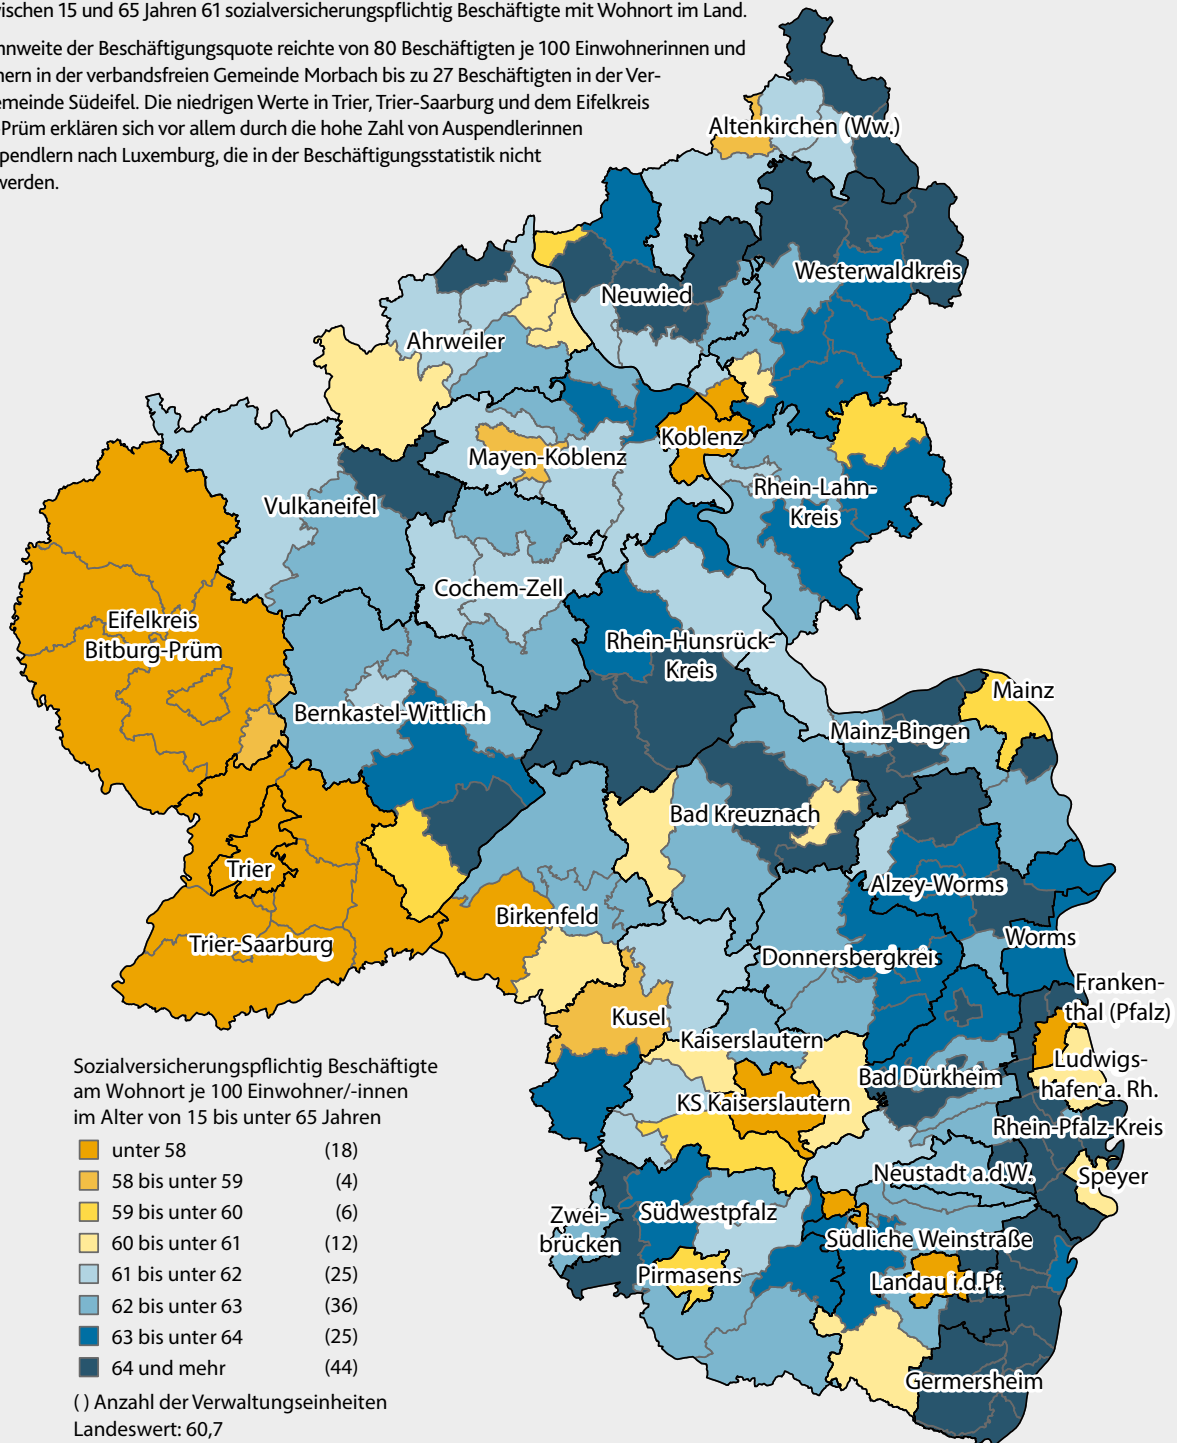 vischen 15 und 65 Jahren 61 sozialversicherungspflichtig Beschäftigte mit Wohnort im Land.
nnweite der Beschäftigungsquote reichte von 80 Beschäftigten je 100 Einwohnerinnen und
nern in der verbandsfreien Gemeinde Morbach bis zu 27 Beschäftigten in der Ver-
emeinde Südeifel. Die niedrigen Werte in Trier, Trier-Saarburg und dem Eifelkreis
-Prüm erklären sich vor allem durch die hohe Zahl von Auspendlerinnen
spendlern nach Luxemburg, die in der Beschäftigungsstatistik nicht
werden.
Altenkirchen (Ww.)
Westerwaldkreis
Neuwied
Ahrweiler
Koblenz
Mayen-Koblenz
Rhein-Lahn-
Kreis
Vulkaneifel
Cochem-Zell
Eifelkreis
Bitburg-Prüm
Rhein-Hunsrück-
Kreis
Mainz
Bernkastel-Wittlich
Mainz-Bingen
Bad Kreuznach
Trier
Alzey-Worms
Birkenfeld
Trier-Saarburg
Worms
Donnersbergkreis
Franken-
thal (Pfalz)
Kusel
Kaiserslautern
Ludwigs-
hafen a. Rh.
Bad Dürkheim
KS Kaiserslautern
Rhein-Pfalz-Kreis
Neustadt a.d.W.
Speyer
Zwei-
brücken
Südwestpfalz
Südliche Weinstraße
Pirmasens
Landau i.d.Pf.
Germersheim
Sozialversicherungspflichtig Beschäftigte
am Wohnort je 100 Einwohner/-innen
im Alter von 15 bis unter 65 Jahren
unter 58 (18)
58 bis unter 59 (4)
59 bis unter 60 (6)
60 bis unter 61 (12)
61 bis unter 62 (25)
62 bis unter 63 (36)
63 bis unter 64 (25)
64 und mehr (44)
( ) Anzahl der Verwaltungseinheiten
Landeswert: 60,7